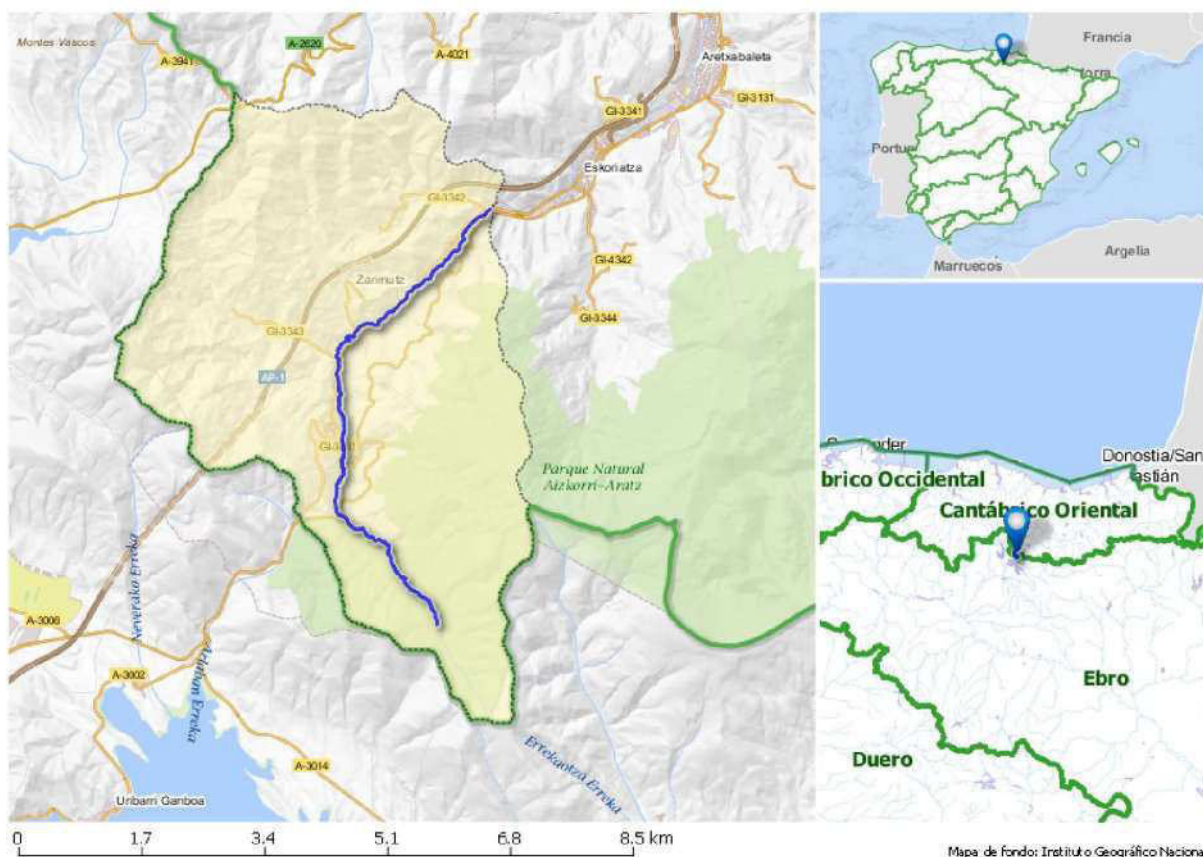 Montes Vascos
A-2620
A-3941
A-4021
Aretxabaleta
GI-3131
GI-3341
Eskoriatza
GI-3342
GI-4342
Zarimutz
GI-3344
GI-3343
AP-1
Parque Natural
Aizkorri-Aratz
Neverako Erreka
A-3006
A-3002
Arlaban Erreka
Errekaotza Erreka
A-3014
Uribarri Ganboa
0 1.7 3.4 5.1 6.8 8.5 km
Francia
Portu
Argelia
Marruecos
Donostia/San
astián
brico Occidental
Cantábrico Oriental
Ebro
Duero
Mapa de fondo: Instituto Geográfico Naciona